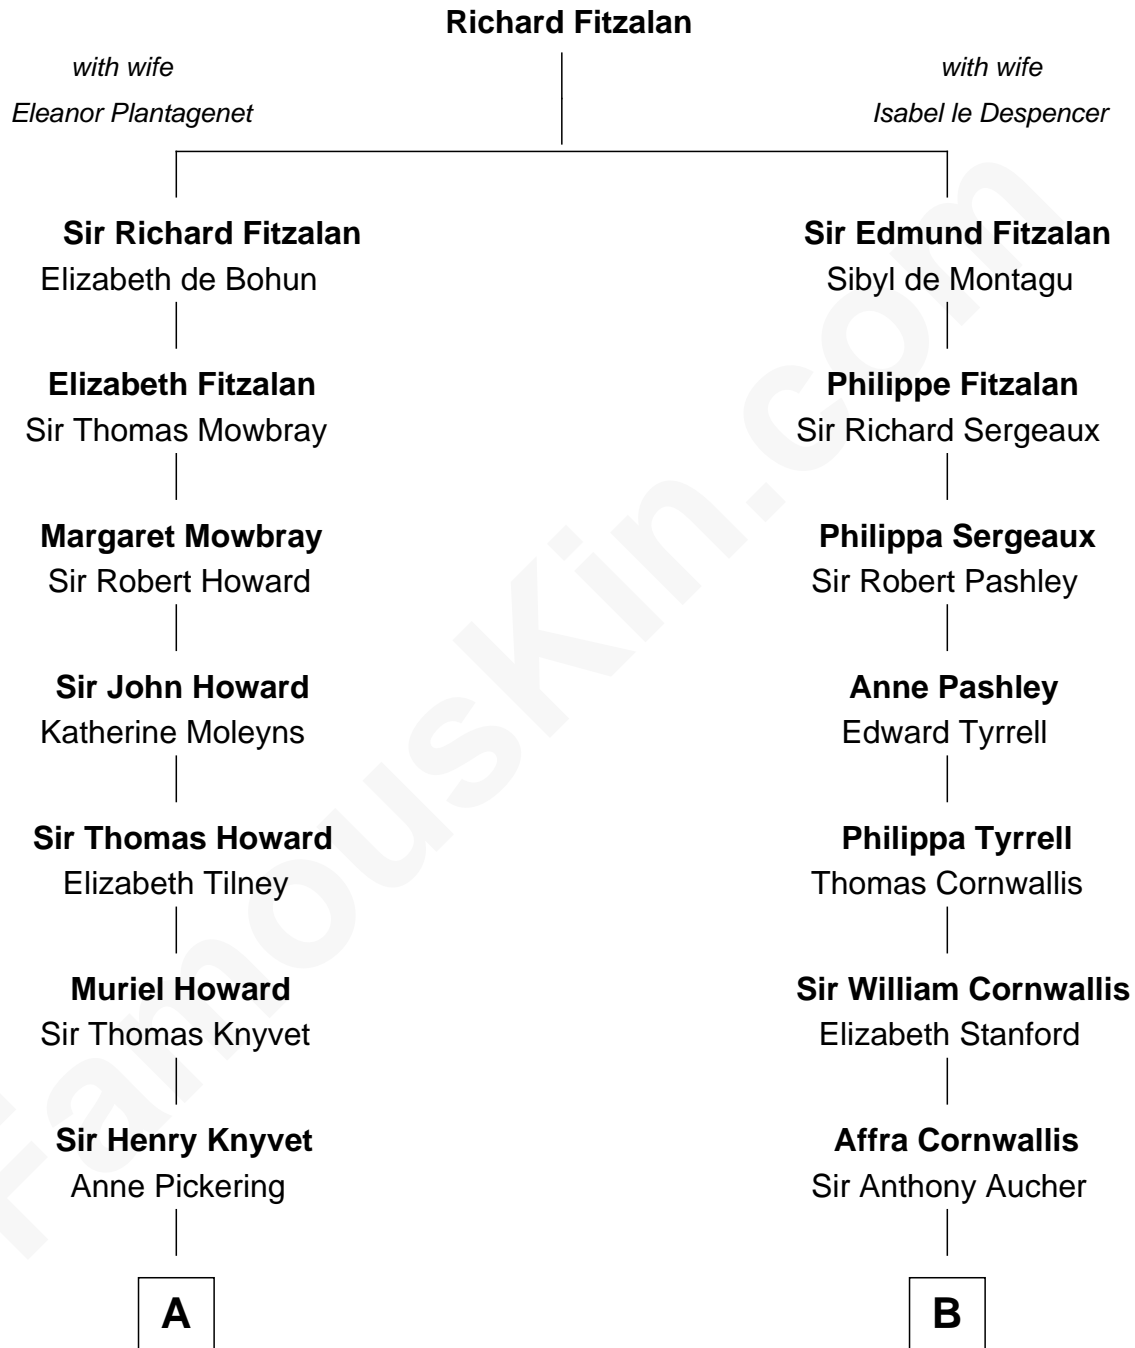 Richard Fitzalan
with wife
Eleanor Plantagenet
with wife
Isabel le Despencer
Sir Richard Fitzalan
Elizabeth de Bohun
Sir Edmund Fitzalan
Sibyl de Montagu
Elizabeth Fitzalan
Sir Thomas Mowbray
Philippe Fitzalan
Sir Richard Sergeaux
Margaret Mowbray
Sir Robert Howard
Philippa Sergeaux
Sir Robert Pashley
Sir John Howard
Katherine Moleyns
Anne Pashley
Edward Tyrrell
Sir Thomas Howard
Elizabeth Tilney
Philippa Tyrrell
Thomas Cornwallis
Muriel Howard
Sir Thomas Knyvet
Sir William Cornwallis
Elizabeth Stanford
Sir Henry Knyvet
Anne Pickering
Affra Cornwallis
Sir Anthony Aucher
A
B
FamousKin.com